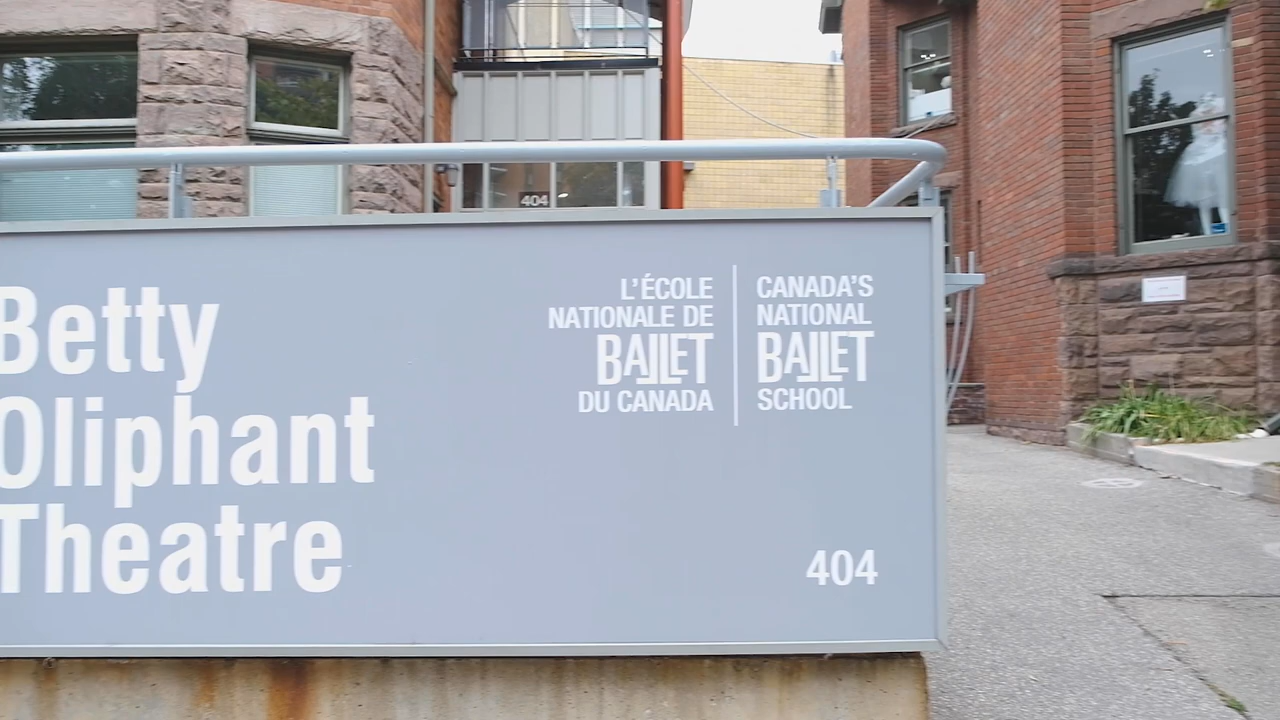 404
Betty
Oliphant
Theatre
L'ÉCOLE
NATIONALE DE
BALLET
DU CANADA
CANADA'S
NATIONAL
BALLET
SCHOOL
404